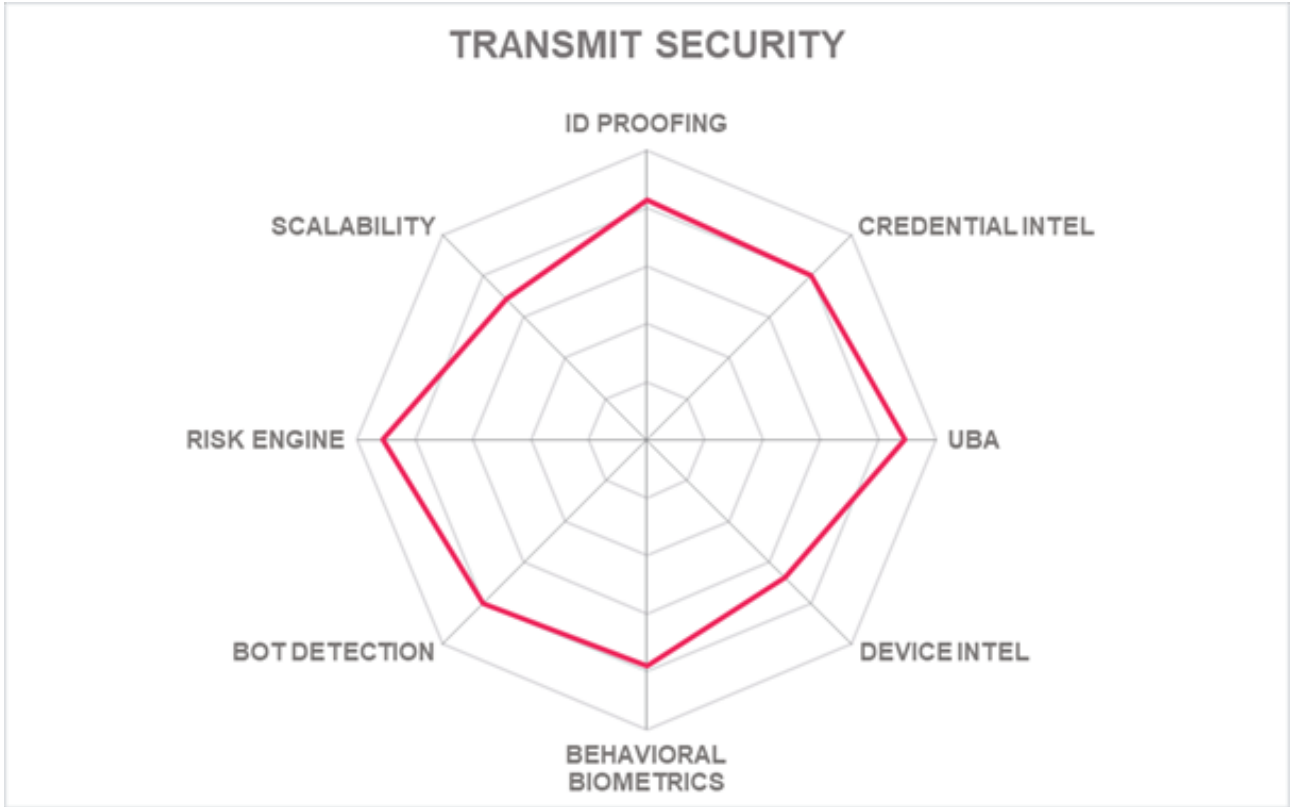 TRANSMIT SECURITY
ID PROOFING
SCALABILITY
CREDENTIAL INTEL
RISK ENGINE
UBA
BOT DETECTION
DEVICE INTEL
BEHAVIORAL
BIOMETRICS